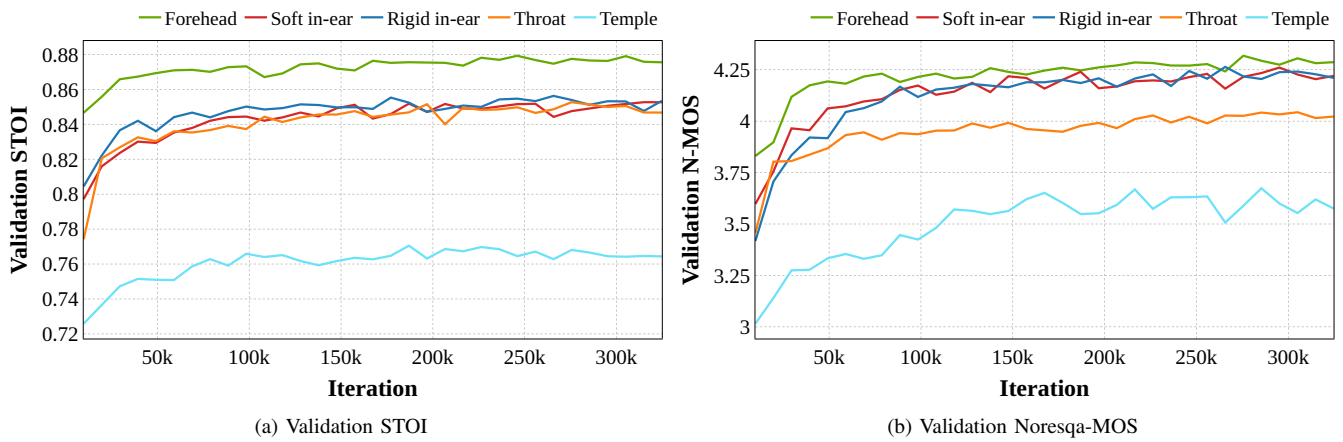 Forehead Soft in-ear Rigid in-ear Throat Temple
0.88
0.86
0.84
0.82
0.8
0.78
0.76
0.74
0.72
Validation STOI
50k 100k 150k 200k 250k 300k
Iteration
(a) Validation STOI
Forehead Soft in-ear Rigid in-ear Throat Temple
4.25
4
3.75
3.5
3.25
3
Validation N-MOS
50k 100k 150k 200k 250k 300k
Iteration
(b) Validation Noresqa-MOS